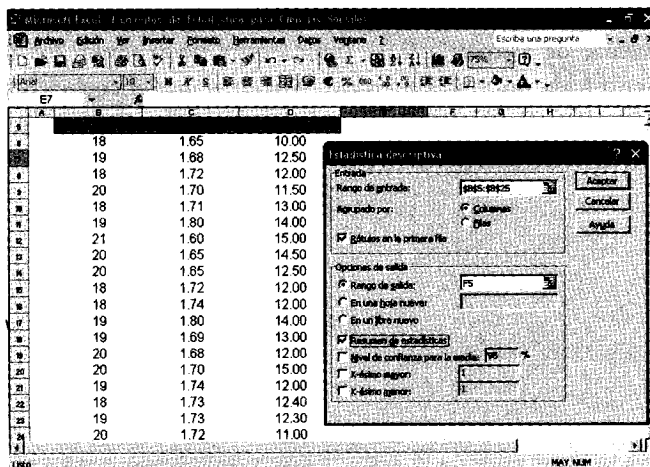 Microsoft Excel - Ejemplos de Estadística para Ciencias Sociales
Archivo Edición Ver Insertar Formato Herramientas Datos Ventana ?
Escriba una pregunta
75%
Arial 10 N K S
E7
A B C D F G H
18 1.65 10.00
19 1.68 12.50
18 1.72 12.00
20 1.70 11.50
18 1.71 13.00
19 1.80 14.00
21 1.60 15.00
20 1.65 14.50
20 1.65 12.50
18 1.72 12.00
18 1.74 12.00
19 1.80 14.00
19 1.69 13.00
20 1.68 12.00
20 1.70 15.00
19 1.74 12.00
18 1.73 12.40
19 1.73 12.30
20 1.72 11.00
Estadística descriptiva
Entrada
Rango de entrada: $B$5:$B$25
Agrupado por: Columnas
Filas
Rótulos en la primera fila
Aceptar
Cancelar
Ayuda
Opciones de salida
Rango de salida: F5
En una hoja nueva:
En un libro nuevo
Resumen de estadísticas
Nivel de confianza para la media: 95 %
K-ésimo mayor: 1
K-ésimo menor: 1
Listo
MAY NUM